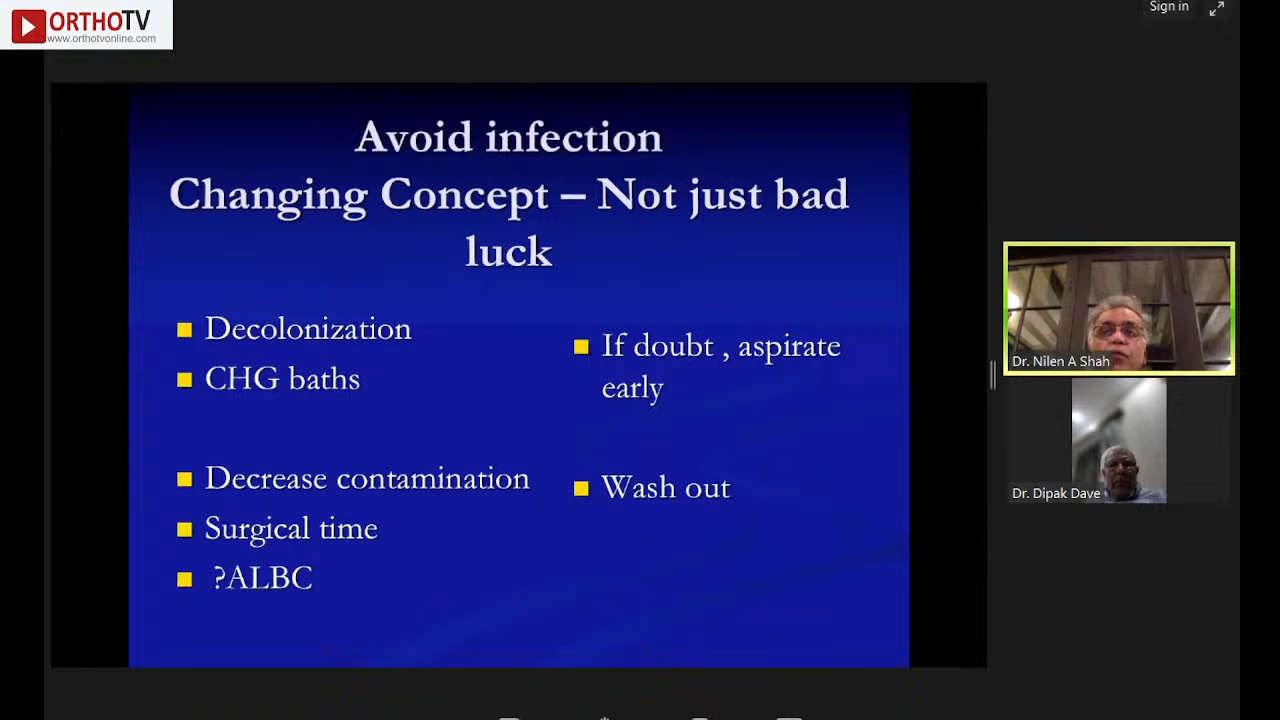 ORTHOTV
www.orthotvonline.com
Sign in
Avoid infection
Changing Concept – Not just bad
luck
Decolonization
CHG baths
Decrease contamination
Surgical time
?ALBC
If doubt , aspirate
early
Wash out
Dr. Nilen A Shah
Dr. Dipak Dave